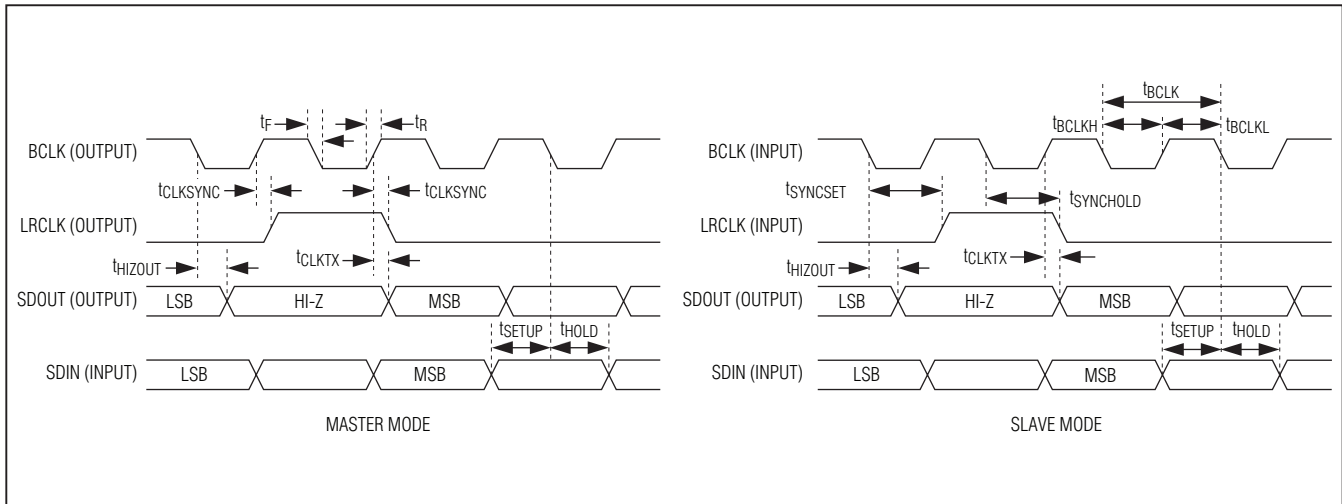 tF
tR
BCLK (OUTPUT)
tCLKSYNC
tCLKSYNC
LRCLK (OUTPUT)
tHIZOUT
tCLKTX
SDOUT (OUTPUT)
LSB
HI-Z
MSB
tSETUP
tHOLD
SDIN (INPUT)
LSB
MSB
MASTER MODE
tBCLK
tBCLKH
tBCLKL
BCLK (INPUT)
tSYNCSET
tSYNCHOLD
LRCLK (INPUT)
tHIZOUT
tCLKTX
SDOUT (OUTPUT)
LSB
HI-Z
MSB
tSETUP
tHOLD
SDIN (INPUT)
LSB
MSB
SLAVE MODE